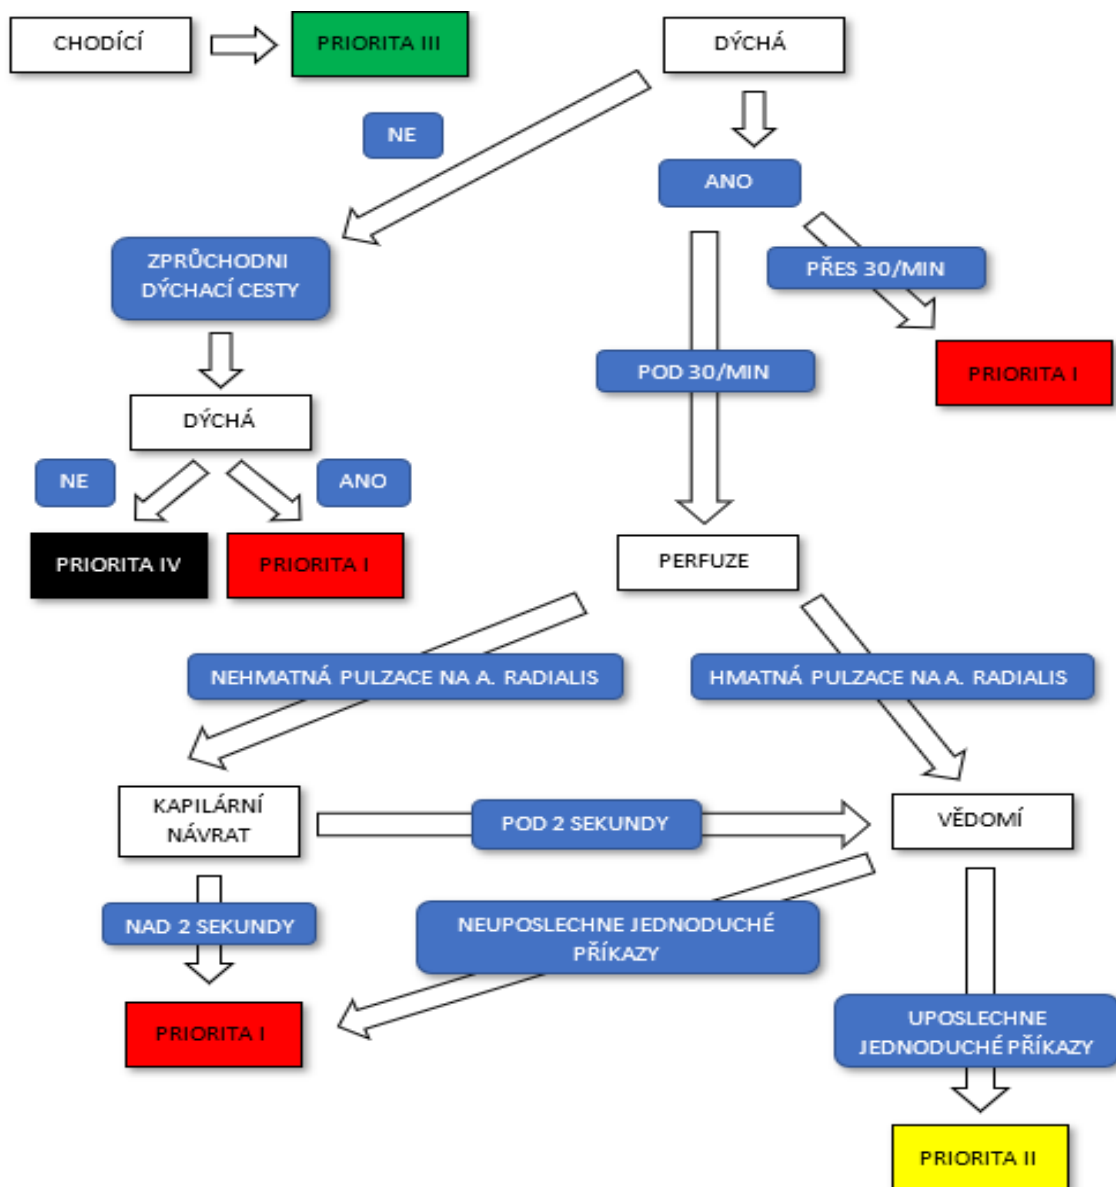 CHODÍCÍ
PRIORITA III
DÝCHÁ
NE
ANO
ZPRŮCHODNI
DÝCHACÍ CESTY
PŘES 30/MIN
POD 30/MIN
PRIORITA I
DÝCHÁ
NE
ANO
PRIORITA IV
PRIORITA I
PERFUZE
NEHMATNÁ PULZACE NA A. RADIALIS
HMATNÁ PULZACE NA A. RADIALIS
KAPILÁRNÍ
NÁVRAT
POD 2 SEKUNDY
VĚDOMÍ
NAD 2 SEKUNDY
NEUPOSLECHNE JEDNODUCHÉ
PŘÍKAZY
PRIORITA I
UPOSLECHNE
JEDNODUCHÉ PŘÍKAZY
PRIORITA II